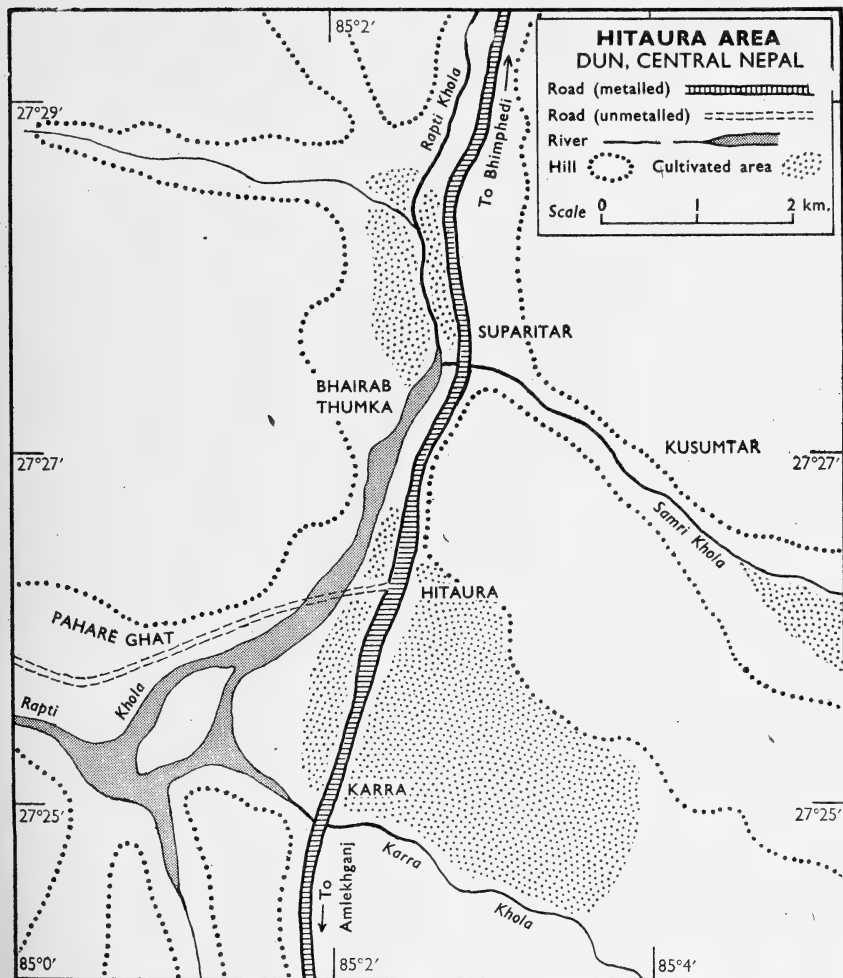 85°2'
HITAURA AREA
DUN, CENTRAL NEPAL
Road (metalled)
Road (unmetalled)
River
Hill Cultivated area
Scale 0 1 2 km.
27°29'
Rapti Khola
To Bhimphedi
SUPARITAR
BHAIRAB
THUMKA
27°27'
KUSUMTAR
27°27'
Samri Khola
HITAURA
PAHARE GHAT
Rapti Khola
KARRA
27°25'
27°25'
Karra Khola
To
Amlekhganj
85°0'
85°2'
85°4'